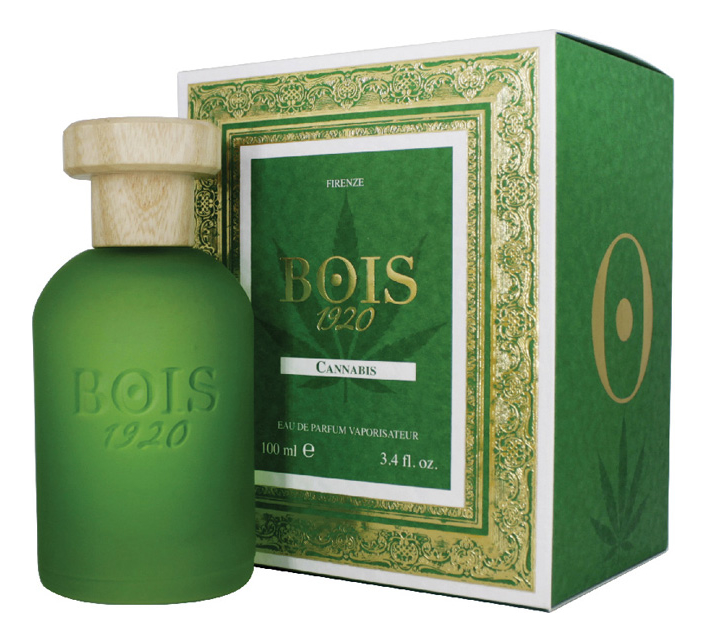 BOIS
1920
FIRENZE
BOIS
1920
CANNABIS
EAU DE PARFUM VAPORISATEUR
100 ml ℮
3.4 fl. oz.